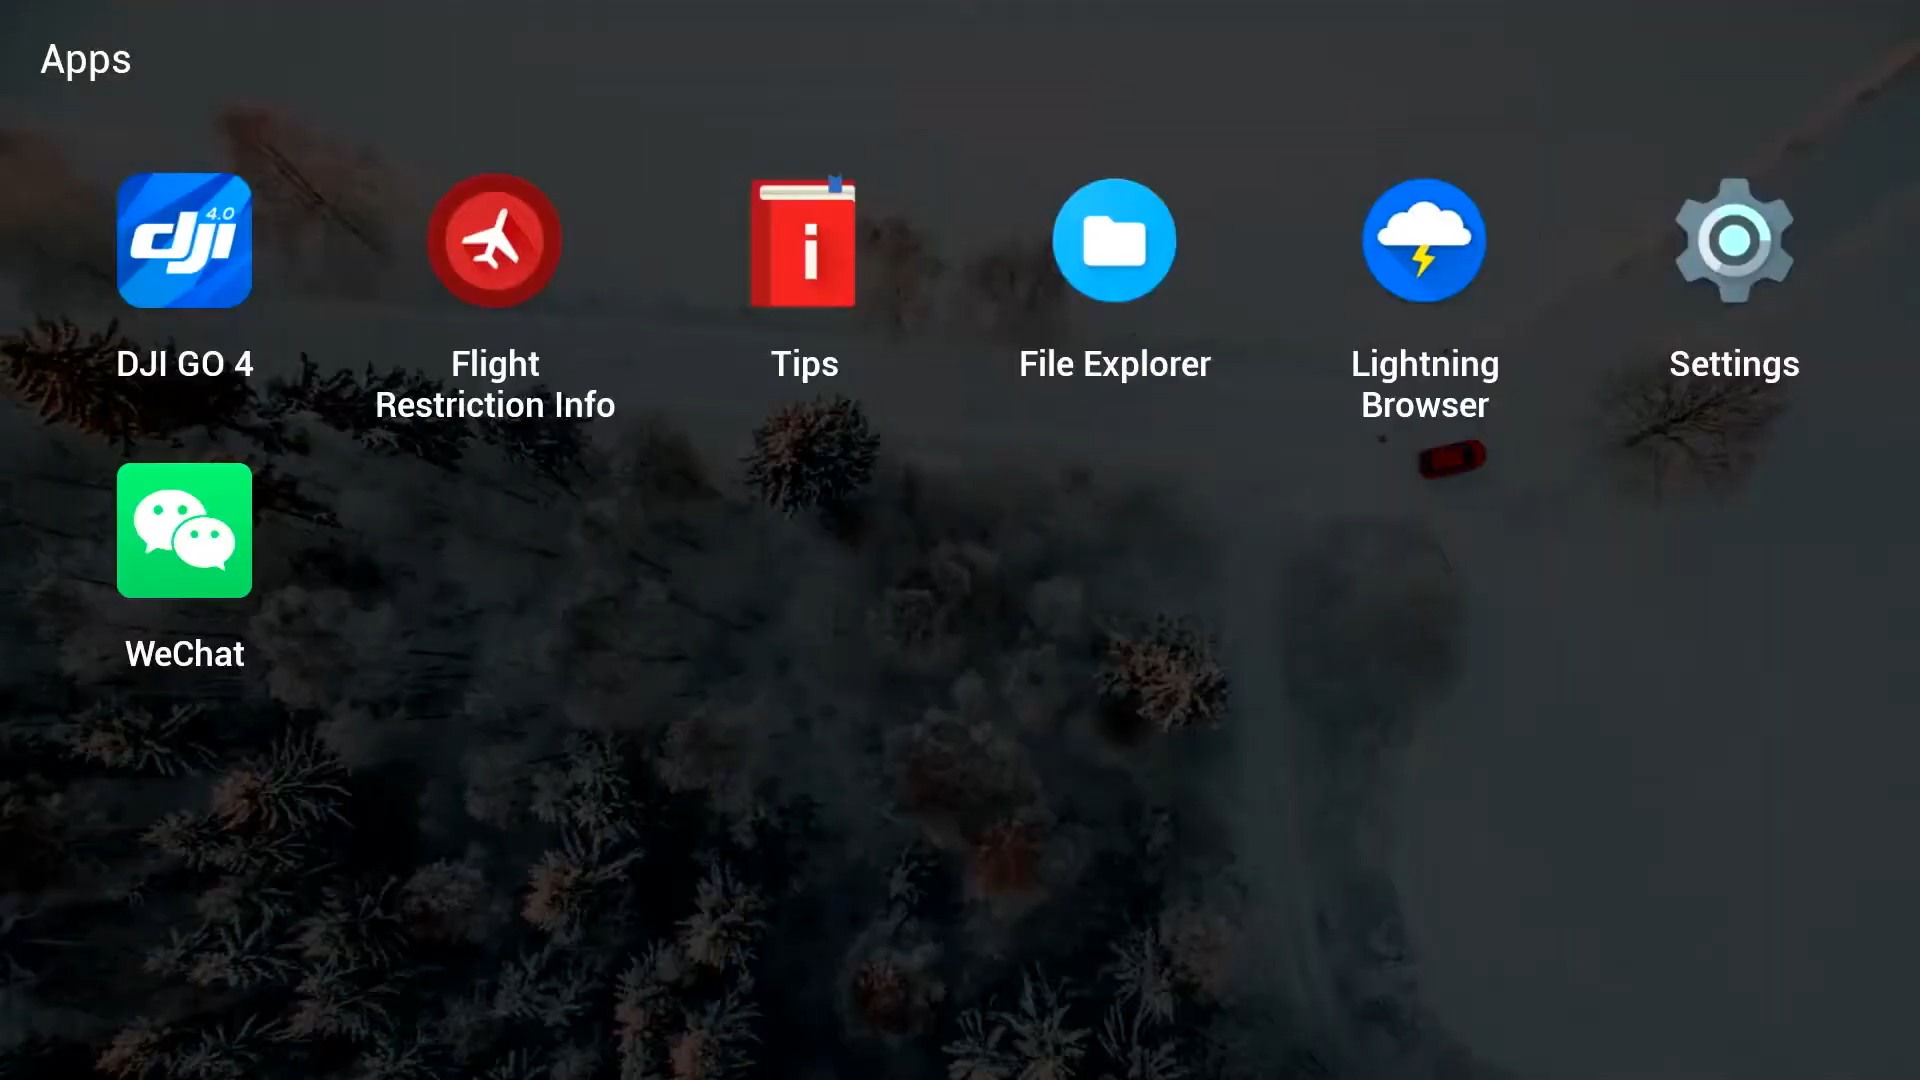 Apps
4.0
dji
i
DJI GO 4
Flight
Restriction Info
Tips
File Explorer
Lightning
Browser
Settings
WeChat